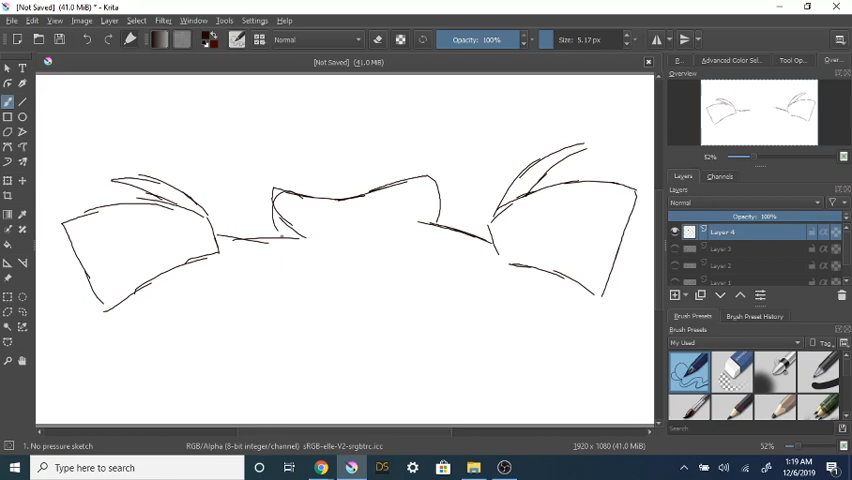 [Not Saved] (41.0 MiB) * - Krita
File Edit View Image Layer Select Filter Tools Settings Help
Normal Opacity: 100% Size: 5.17 px
[Not Saved] (41.0 MiB)
P... Advanced Color Sel... Tool Op... Over...
Overview
52%
Layers Channels
Layers
Normal
Opacity: 100%
Layer 4
Layer 3
Layer 2
Layer 1
Brush Presets Brush Preset History
Brush Presets
My Used Tag
Search
1. No pressure sketch RGB/Alpha (8-bit integer/channel) sRGB-elle-V2-srgbtrc.icc 1920 x 1080 (41.0 MiB) 52%
Type here to search
DS
1:19 AM
12/6/2019